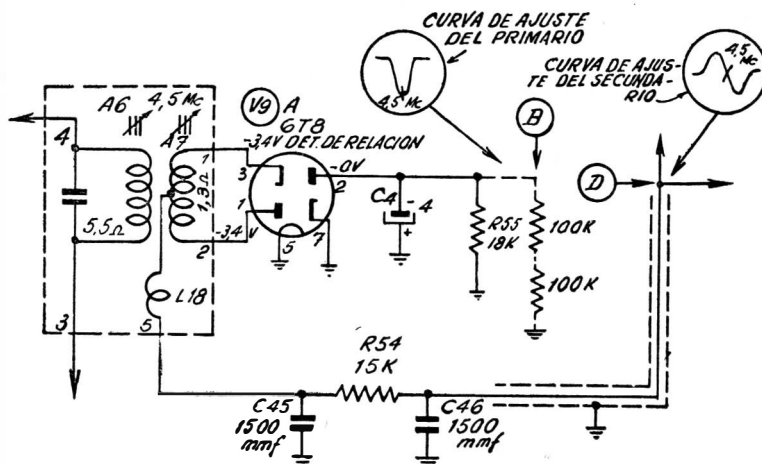 CURVA DE AJUSTE
DEL PRIMARIO
4,5 Mc
CURVA DE AJUS-
TE DEL SECUNDA-
RIO
4,5 Mc
A6
4,5 Mc
A7
V9
A
6T8
-3,4V DET. DE RELACION
B
D
4
5,5Ω
3
1
1,3Ω
2
-3,4
V
L18
5
3
1
5
7
2
-0V
C4
-4
+
R55
18K
100K
100K
R54
15K
C45
1500
mmf
C46
1500
mmf